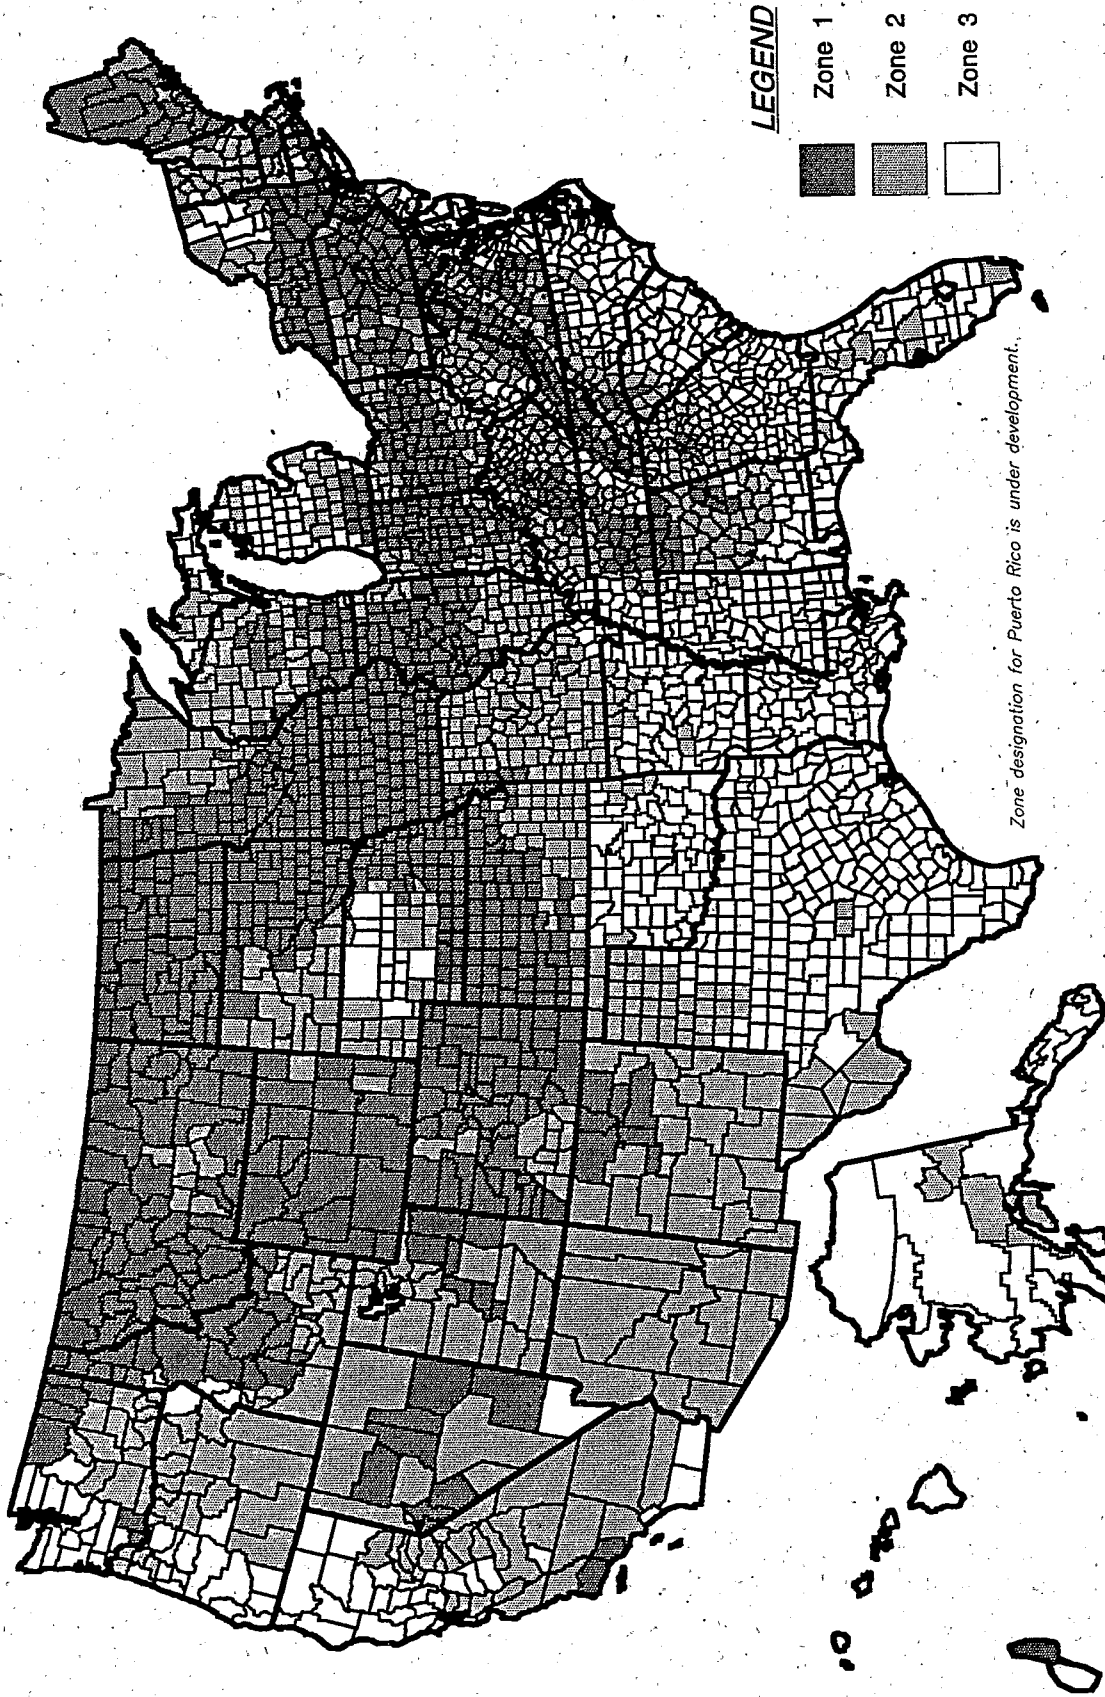 LEGEND
Zone 1
Zone 2
Zone 3
Zone designation for Puerto Rico is under development.